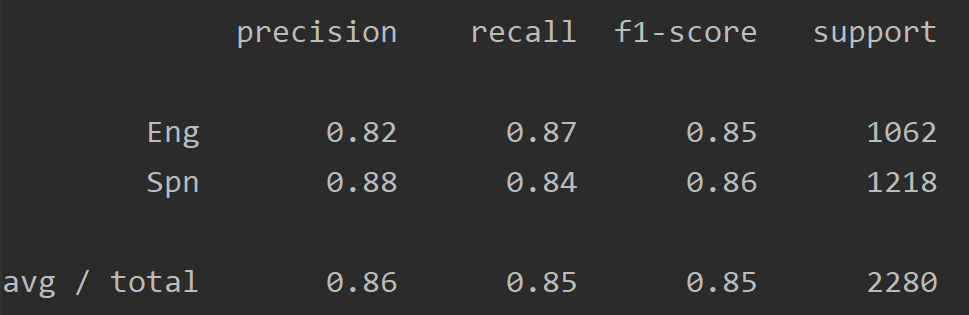 precision recall f1-score support
Eng 0.82 0.87 0.85 1062
Spn 0.88 0.84 0.86 1218
avg / total 0.86 0.85 0.85 2280